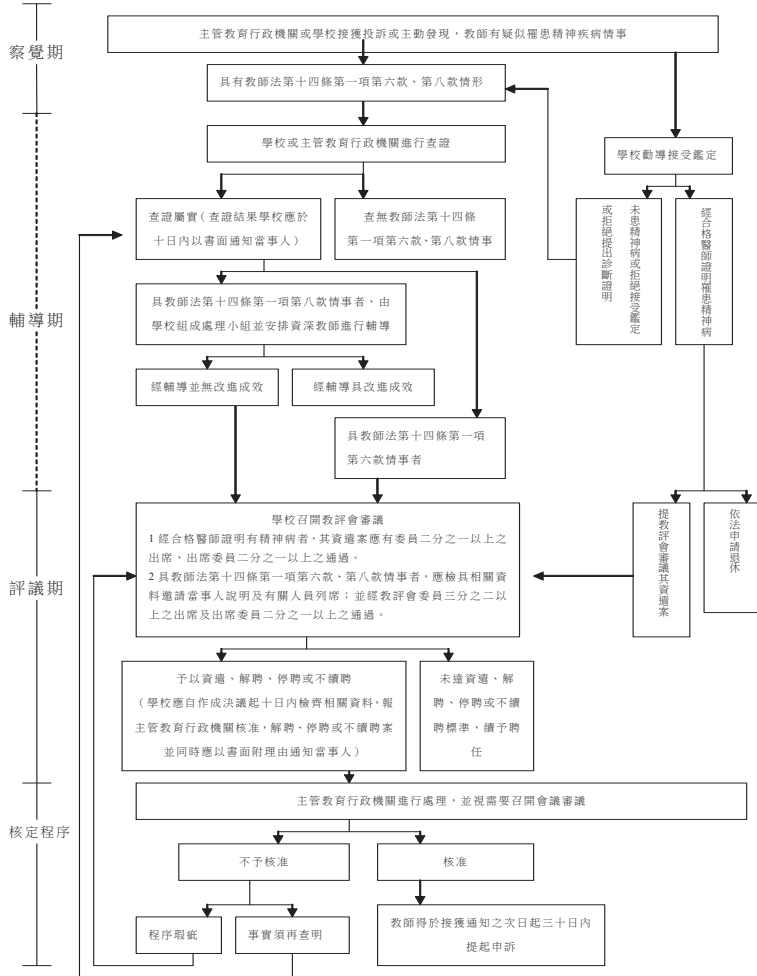 察覺期
主管教育行政機關或學校接獲投訴或主動發現，教師有疑似罹患精神疾病情事
具有教師法第十四條第一項第六款、第八款情形
輔導期
學校或主管教育行政機關進行查證
學校勸導接受鑑定
查證屬實（查證結果學校應於
十日內以書面通知當事人）
查無教師法第十四條
第一項第六款、第八款情事
未患精神病或拒絕接受鑑定
或拒絕提出診斷證明
經合格醫師證明罹患精神病
具教師法第十四條第一項第八款情事者，由
學校組成處理小組並安排資深教師進行輔導
經輔導並無改進成效
經輔導具改進成效
具教師法第十四條第一項
第六款情事者
評議期
學校召開教評會審議
1 經合格醫師證明有精神病者，其資遣案應有委員二分之一以上之
出席，出席委員二分之一以上之通過。
2 具教師法第十四條第一項第六款、第八款情事者，應檢具相關資
料邀請當事人說明及有關人員列席；並經教評會委員三分之二以
上之出席及出席委員二分之一以上之通過。
提教評會審議其資遣案
依法申請退休
予以資遣、解聘、停聘或不續聘
（學校應自作成決議起十日內檢齊相關資料，報
主管教育行政機關核准，解聘、停聘或不續聘案
並同時應以書面附理由通知當事人）
未達資遣、解
聘、停聘或不續
聘標準，續予聘
任
核定程序
主管教育行政機關進行處理，並視需要召開會議審議
不予核准
核准
程序瑕疵
事實須再查明
教師得於接獲通知之次日起三十日內
提起申訴